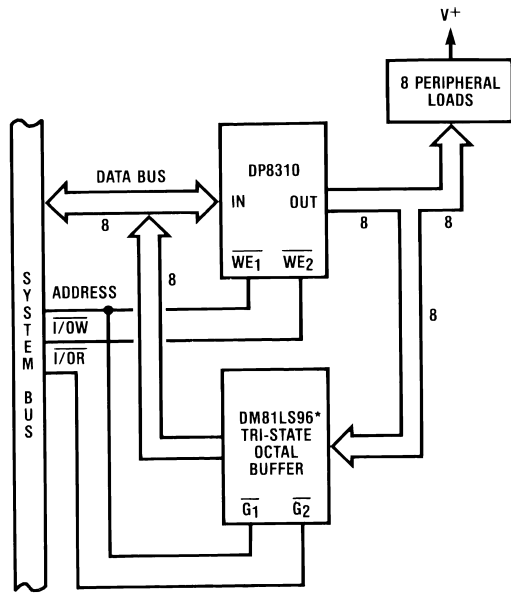 V+
8 PERIPHERAL
LOADS
DP8310
DATA BUS
IN
OUT
8
8
8
WE1
WE2
8
SYSTEM BUS
ADDRESS
I/OW
I/OR
8
DM81LS96*
TRI-STATE
OCTAL
BUFFER
G1
G2